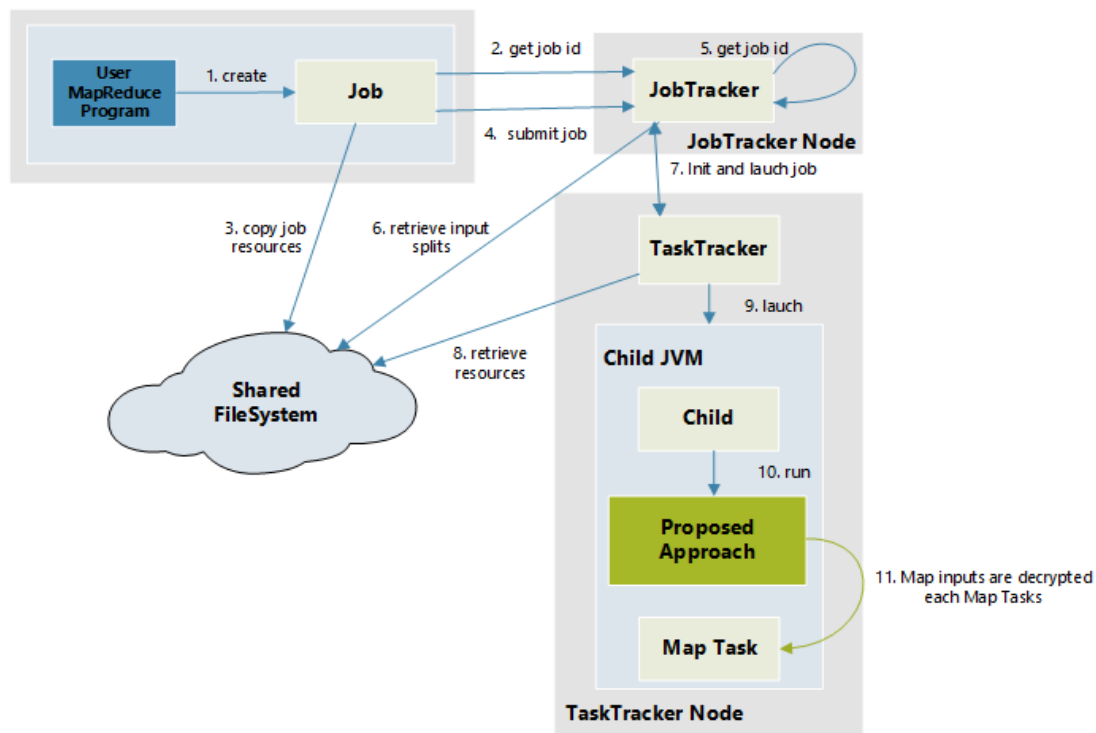 User
MapReduce
Program
1. create
Job
2. get job id
4. submit job
JobTracker
5. get job id
JobTracker Node
7. Init and lauch job
3. copy job
resources
6. retrieve input
splits
TaskTracker
9. lauch
8. retrieve
resources
Shared
FileSystem
Child JVM
Child
10. run
Proposed
Approach
11. Map inputs are decrypted
each Map Tasks
Map Task
TaskTracker Node